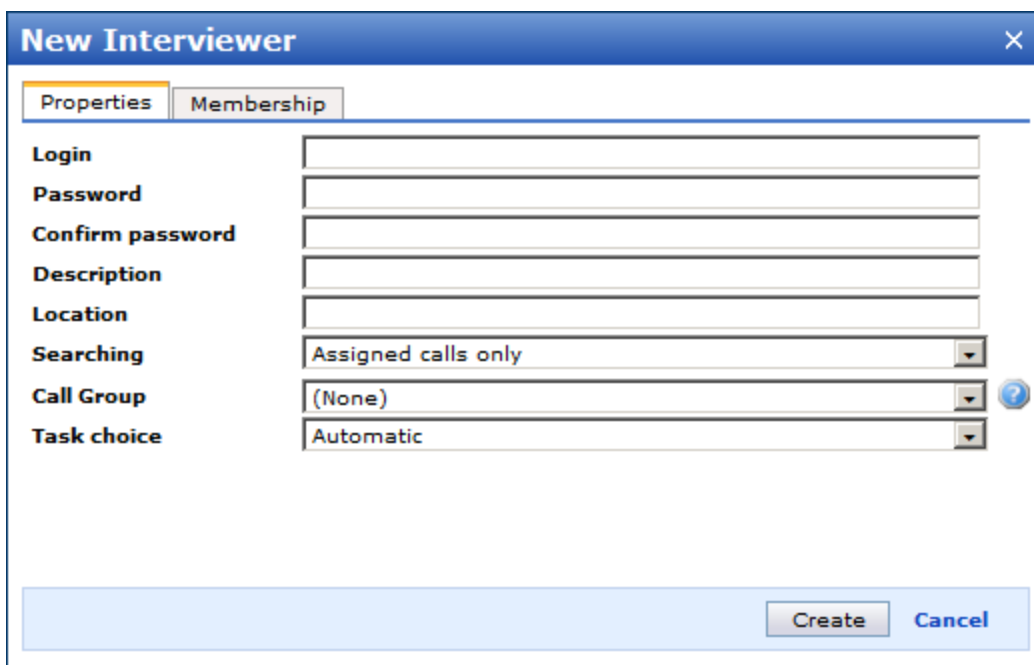 New Interviewer
Properties Membership
Login
Password
Confirm password
Description
Location
Searching Assigned calls only
Call Group (None) ?
Task choice Automatic
Create Cancel